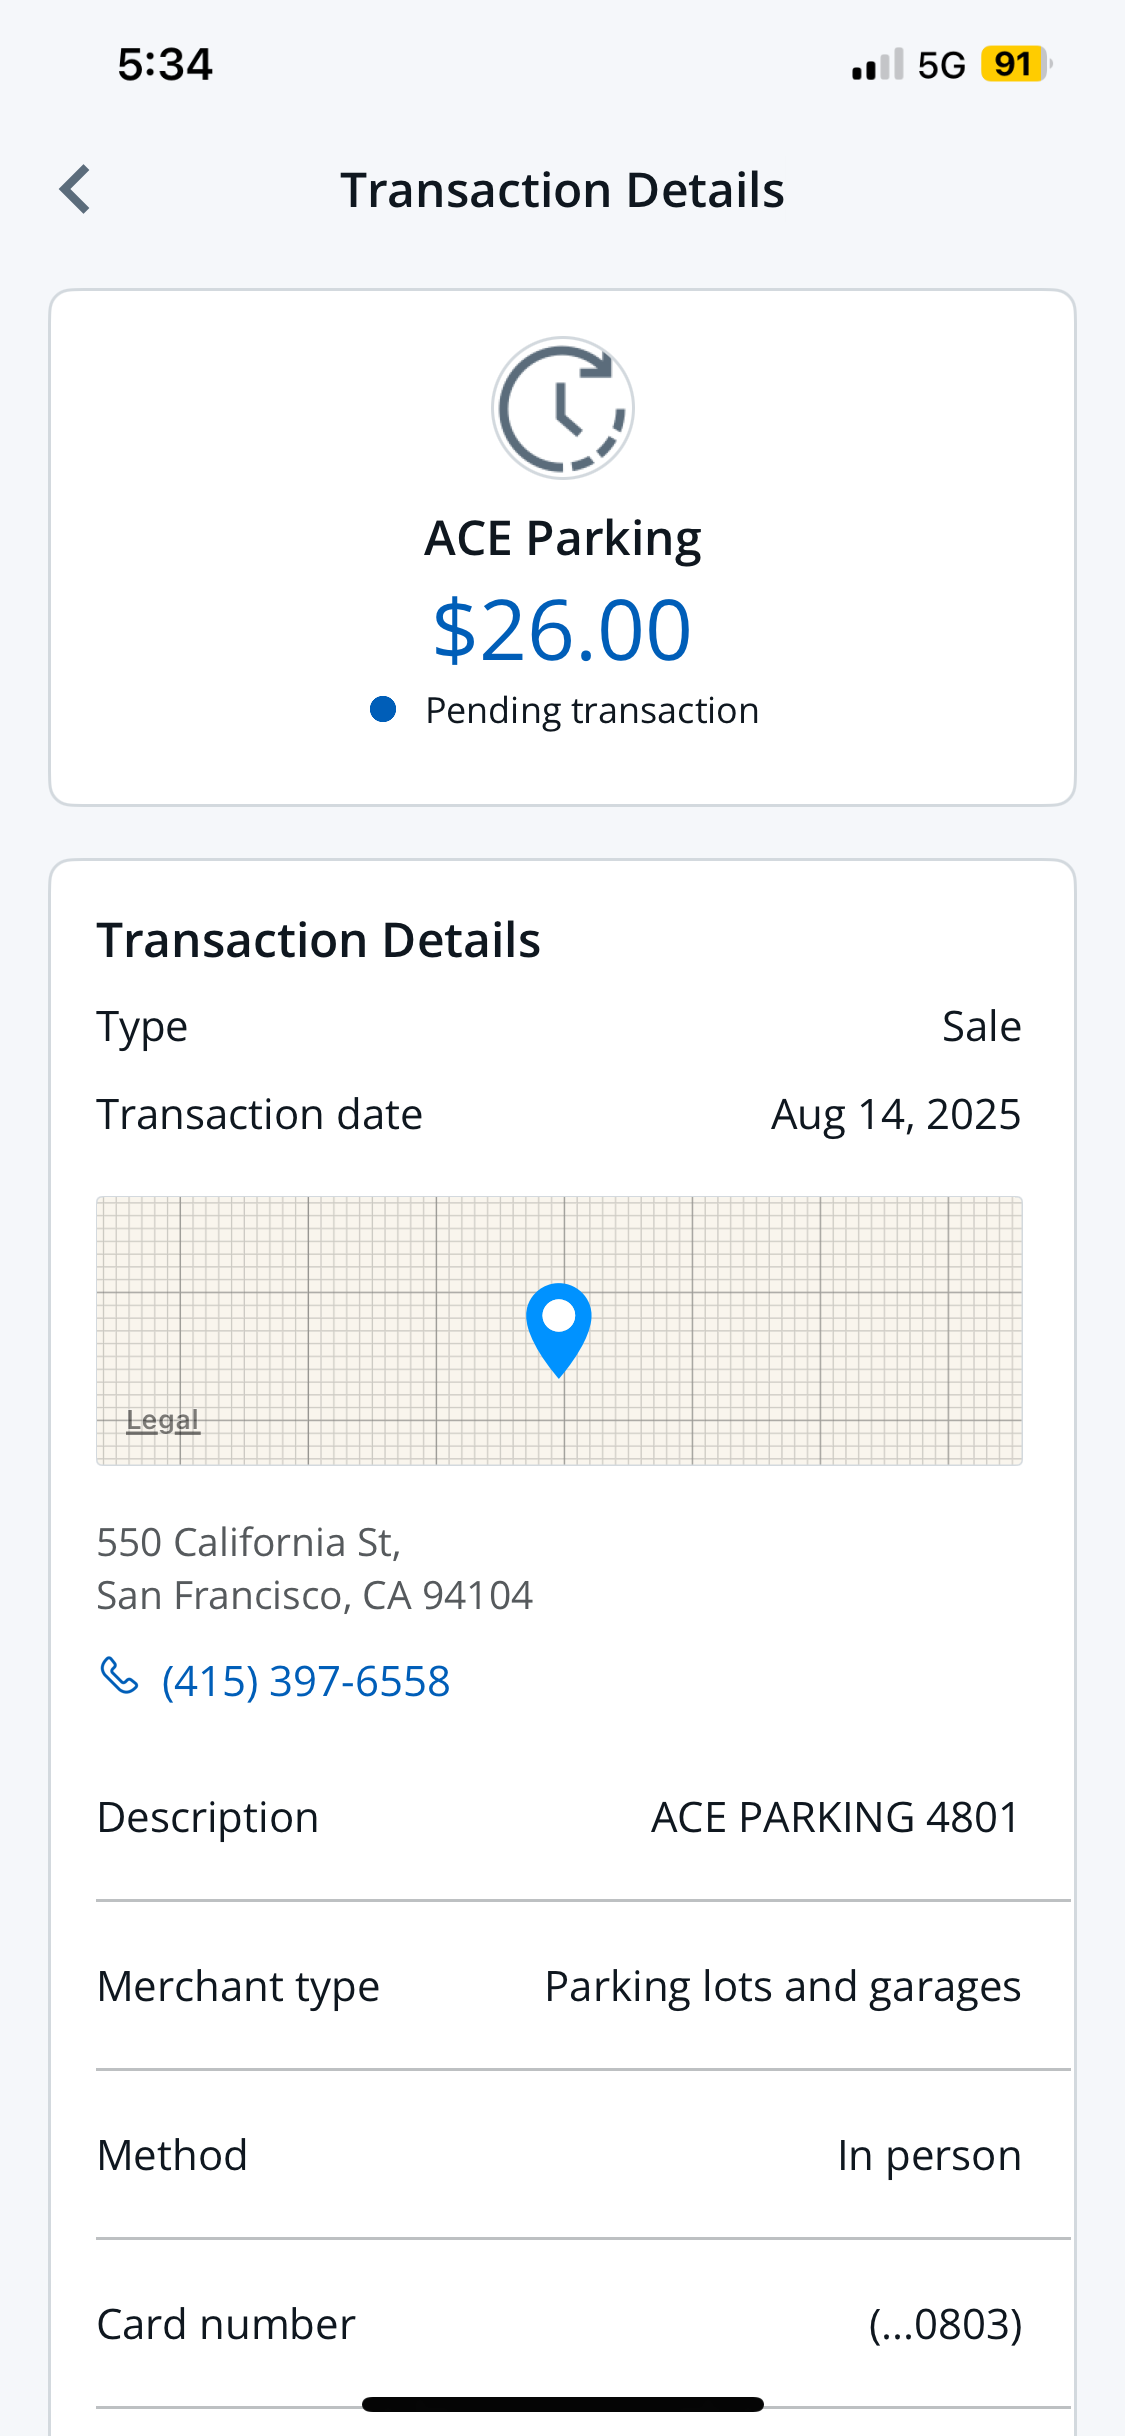 5:34 5G 91
Transaction Details
ACE Parking
$26.00
Pending transaction
Transaction Details
Type Sale
Transaction date Aug 14, 2025
Legal
550 California St,
San Francisco, CA 94104
(415) 397-6558
Description ACE PARKING 4801
Merchant type Parking lots and garages
Method In person
Card number (...0803)